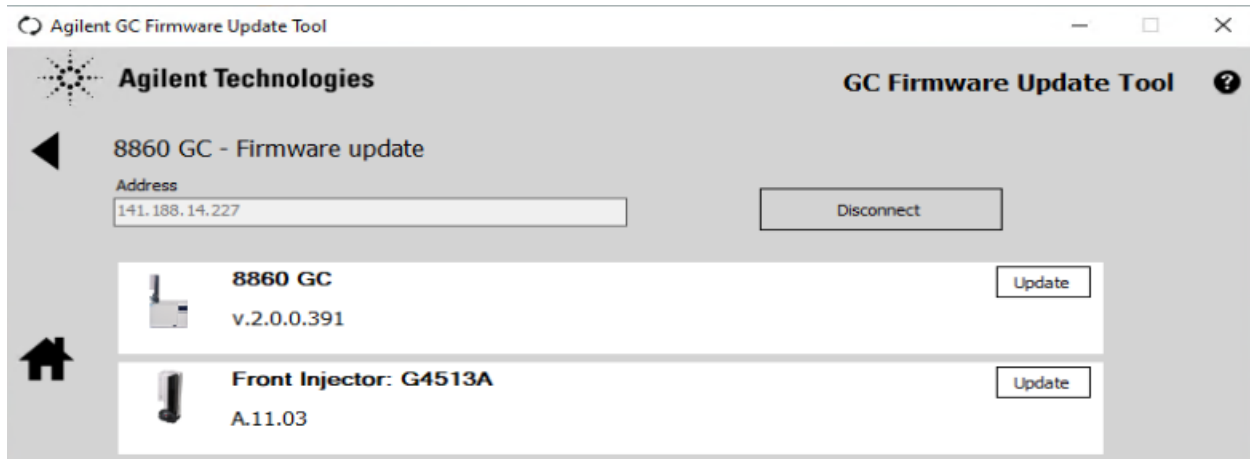 Agilent GC Firmware Update Tool
Agilent Technologies
GC Firmware Update Tool
?
8860 GC - Firmware update
Address
141.188.14.227
Disconnect
8860 GC
Update
v.2.0.0.391
Front Injector: G4513A
Update
A.11.03